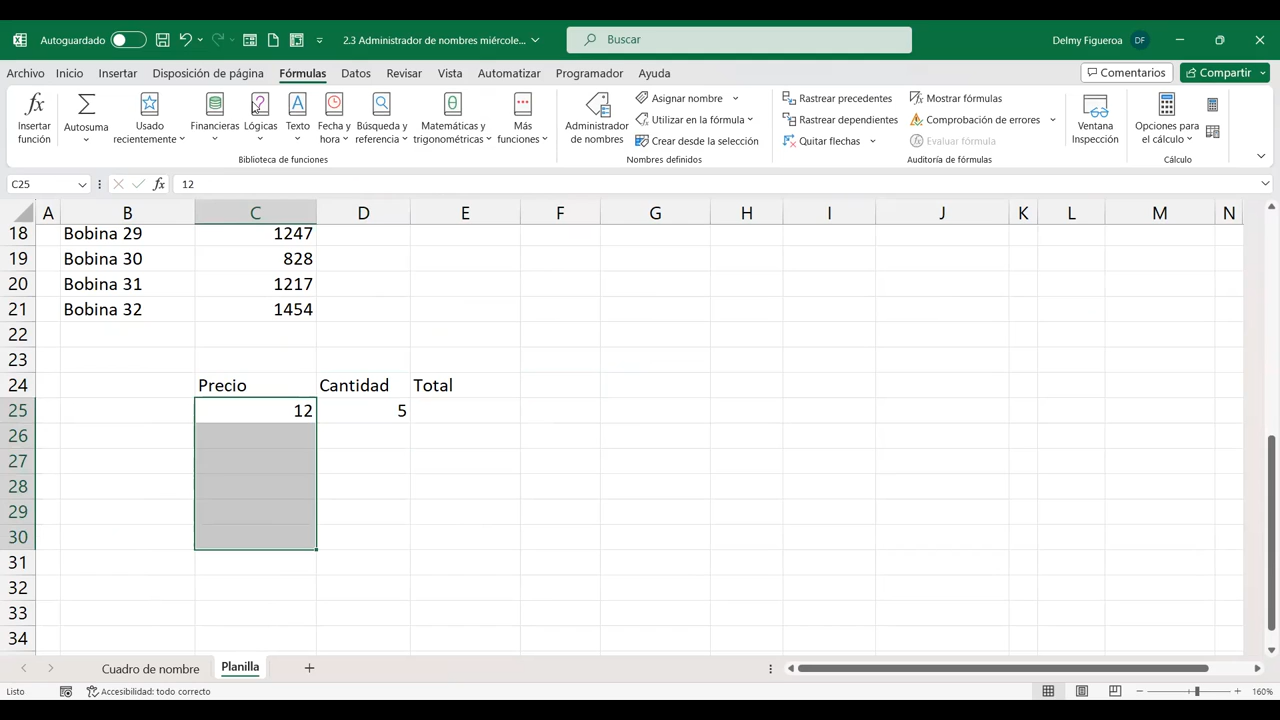 Autoguardado 2.3 Administrador de nombres miércole... Buscar Delmy Figueroa DF
Archivo Inicio Insertar Disposición de página Fórmulas Datos Revisar Vista Automatizar Programador Ayuda Comentarios Compartir
Insertar función Autosuma Usado recientemente Financieras Lógicas Texto Fecha y hora Búsqueda y referencia Matemáticas y trigonométricas Más funciones
Biblioteca de funciones
Administrador de nombres Asignar nombre
Utilizar en la fórmula
Crear desde la selección
Nombres definidos
Rastrear precedentes Mostrar fórmulas
Rastrear dependientes Comprobación de errores
Quitar flechas Evaluar fórmula
Auditoría de fórmulas
Ventana Inspección
Opciones para el cálculo
Cálculo
C25 fx 12
A B C D E F G H I J K L M N
18 Bobina 29 1247
19 Bobina 30 828
20 Bobina 31 1217
21 Bobina 32 1454
22
23
24 Precio Cantidad Total
25 12 5
26
27
28
29
30
31
32
33
34
Cuadro de nombre Planilla
Listo Accesibilidad: todo correcto 160%